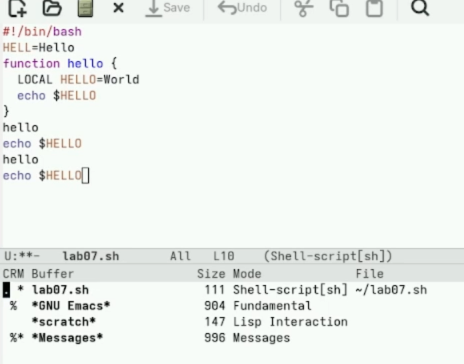 Save Undo
#!/bin/bash
HELL=Hello
function hello {
LOCAL HELLO=World
echo $HELLO
}
hello
echo $HELLO
hello
echo $HELLO
U:**- lab07.sh All L10 (Shell-script[sh])
CRM Buffer Size Mode File
. * lab07.sh 111 Shell-script[sh] ~/lab07.sh
% *GNU Emacs* 904 Fundamental
*scratch* 147 Lisp Interaction
%* *Messages* 996 Messages